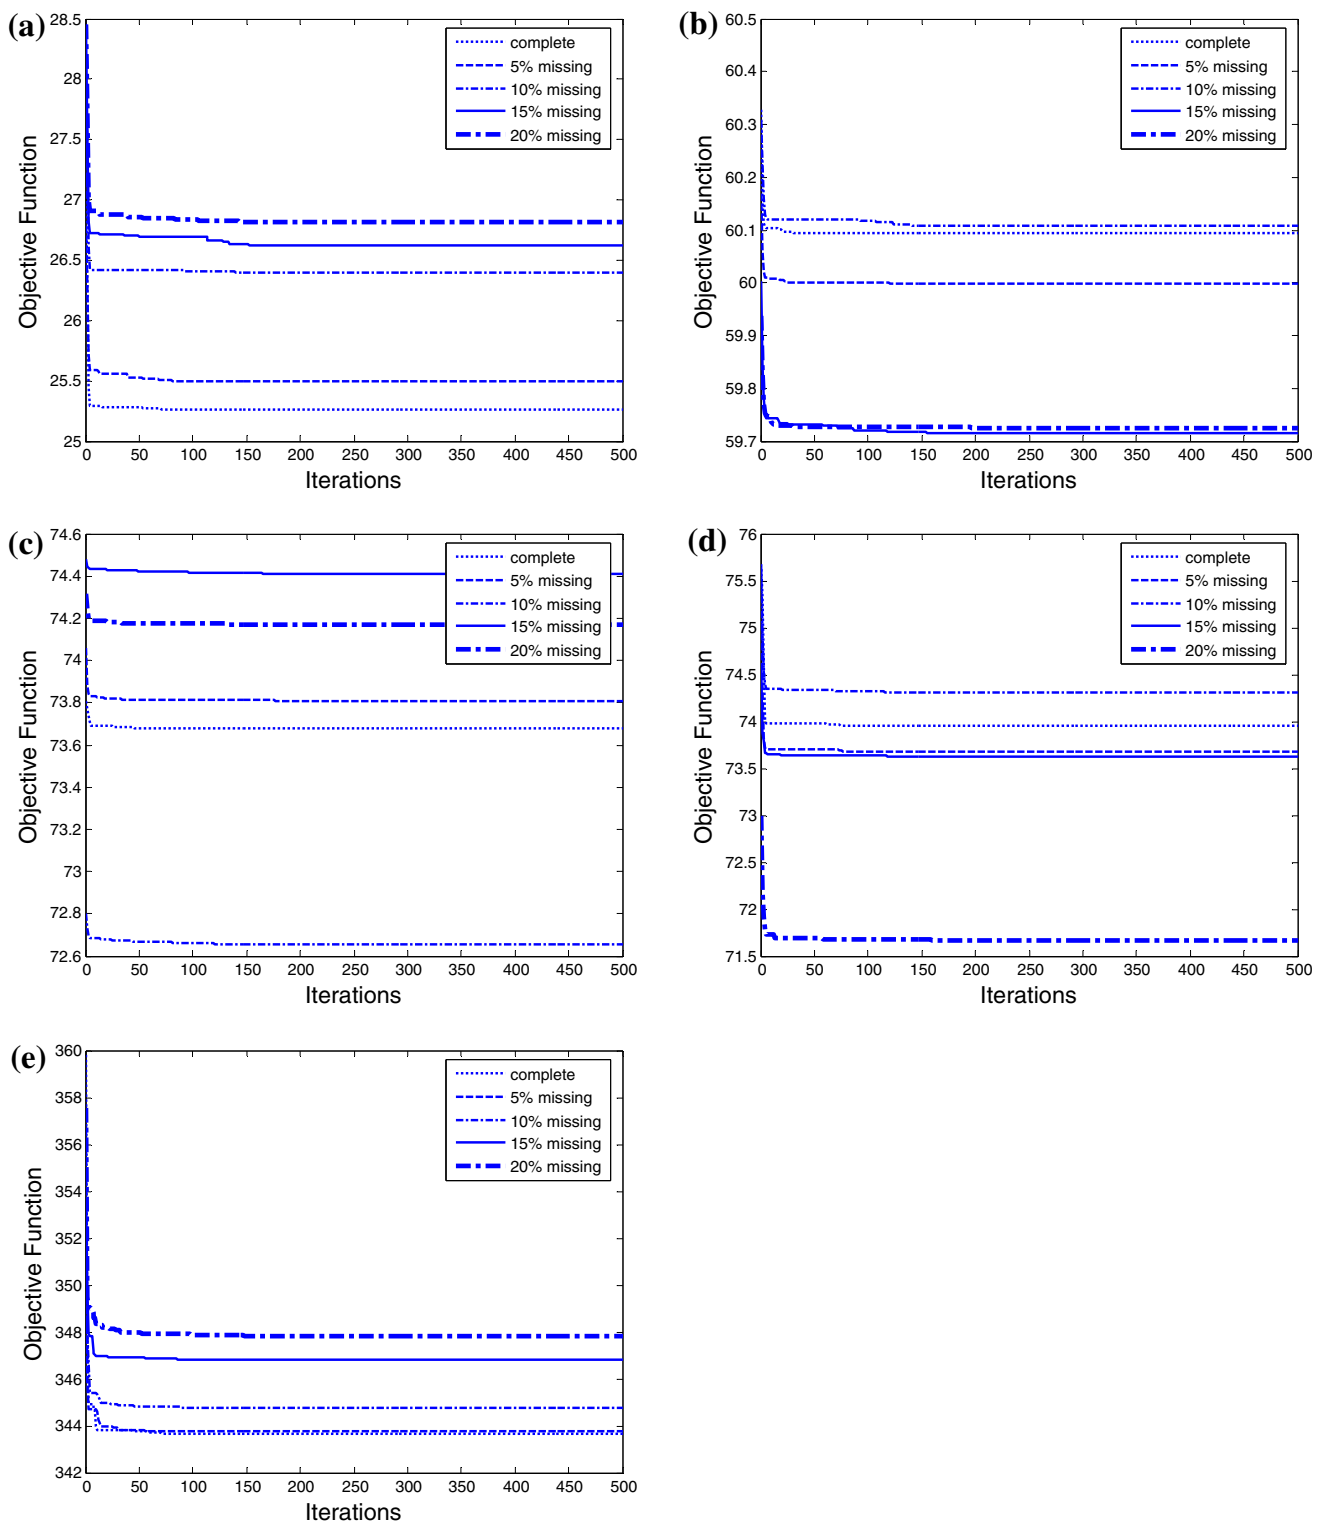 (a)
28.5
28
27.5
27
26.5
26
25.5
25
Objective Function
0 50 100 150 200 250 300 350 400 450 500
Iterations
complete
5% missing
10% missing
15% missing
20% missing
(b)
60.5
60.4
60.3
60.2
60.1
60
59.9
59.8
59.7
Objective Function
0 50 100 150 200 250 300 350 400 450 500
Iterations
complete
5% missing
10% missing
15% missing
20% missing
(c)
74.6
74.4
74.2
74
73.8
73.6
73.4
73.2
73
72.8
72.6
Objective Function
0 50 100 150 200 250 300 350 400 450 500
Iterations
complete
5% missing
10% missing
15% missing
20% missing
(d)
76
75.5
75
74.5
74
73.5
73
72.5
72
71.5
Objective Function
0 50 100 150 200 250 300 350 400 450 500
Iterations
complete
5% missing
10% missing
15% missing
20% missing
(e)
360
358
356
354
352
350
348
346
344
342
Objective Function
0 50 100 150 200 250 300 350 400 450 500
Iterations
complete
5% missing
10% missing
15% missing
20% missing